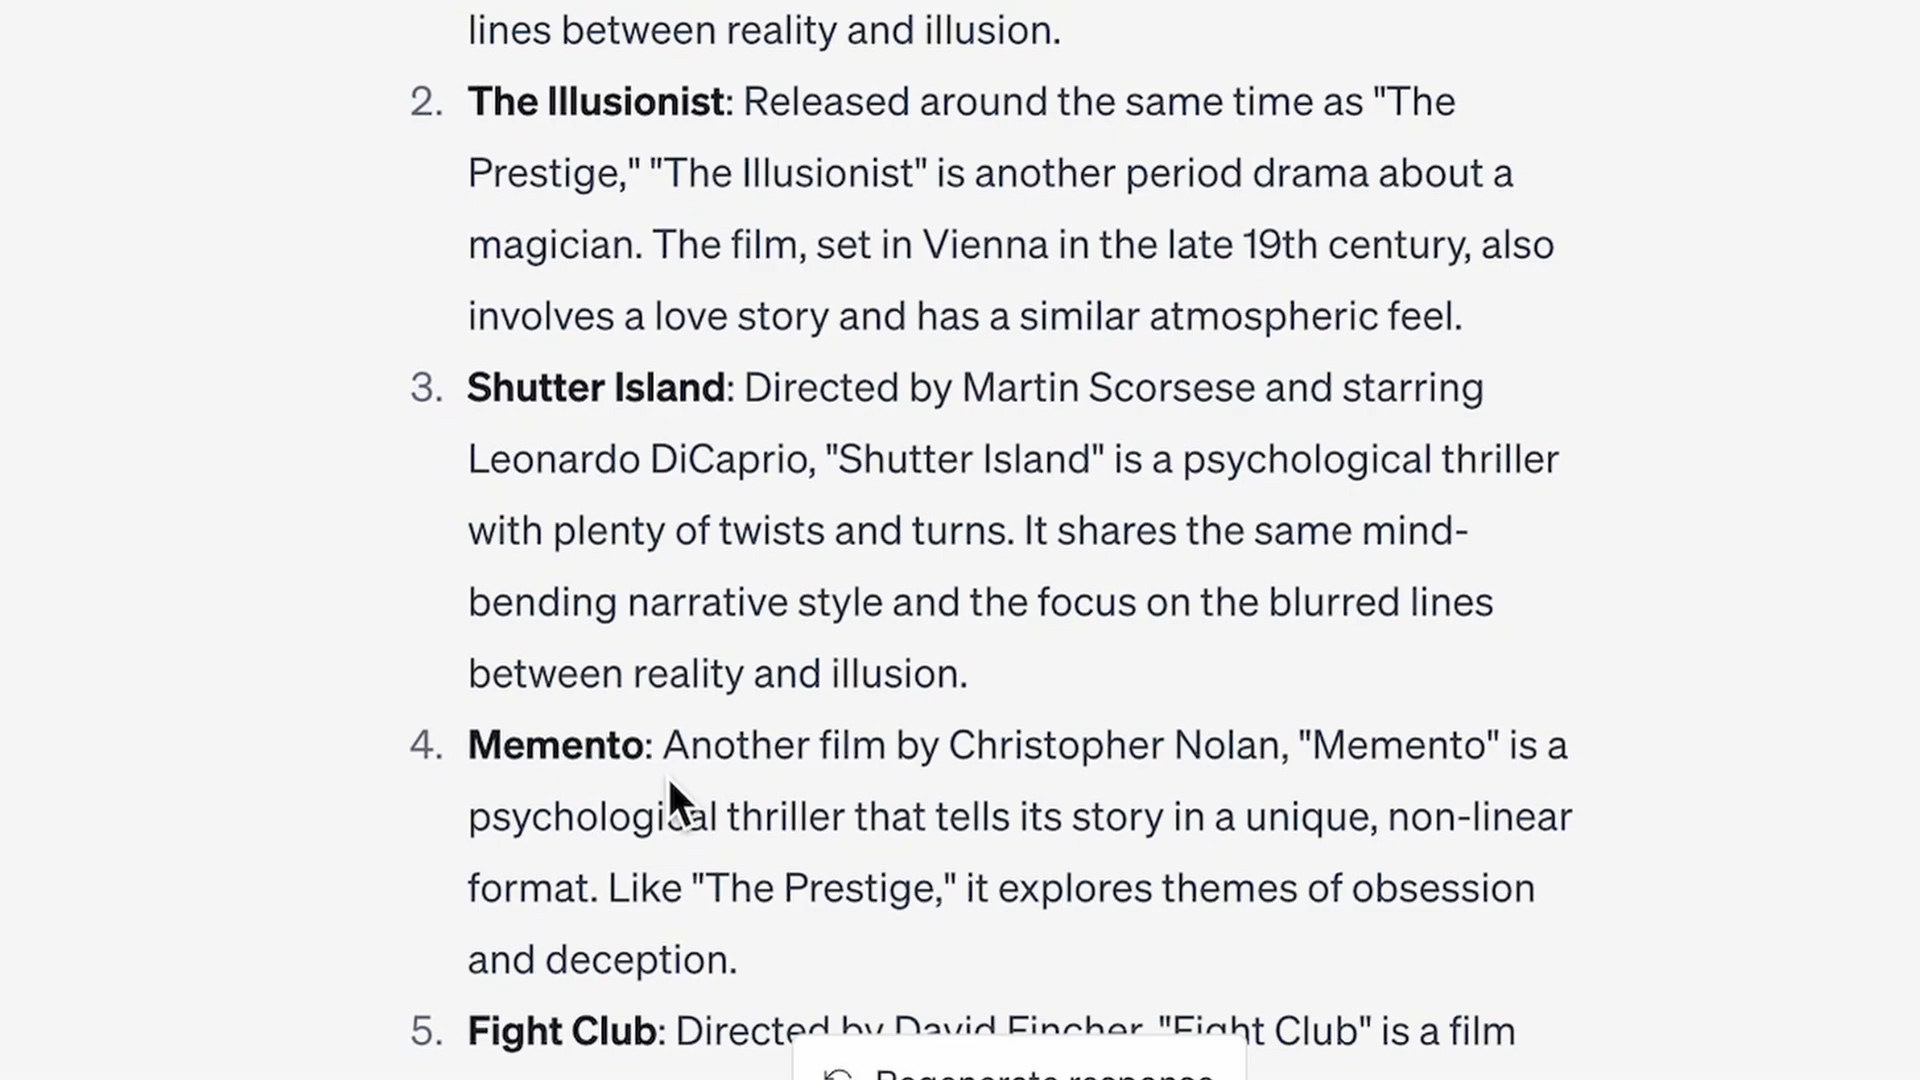 lines between reality and illusion.
2. The Illusionist: Released around the same time as "The
Prestige," "The Illusionist" is another period drama about a
magician. The film, set in Vienna in the late 19th century, also
involves a love story and has a similar atmospheric feel.
3. Shutter Island: Directed by Martin Scorsese and starring
Leonardo DiCaprio, "Shutter Island" is a psychological thriller
with plenty of twists and turns. It shares the same mind-
bending narrative style and the focus on the blurred lines
between reality and illusion.
4. Memento: Another film by Christopher Nolan, "Memento" is a
psychological thriller that tells its story in a unique, non-linear
format. Like "The Prestige," it explores themes of obsession
and deception.
5. Fight Club: Directed by David Fincher, "Fight Club" is a film
Regenerate response